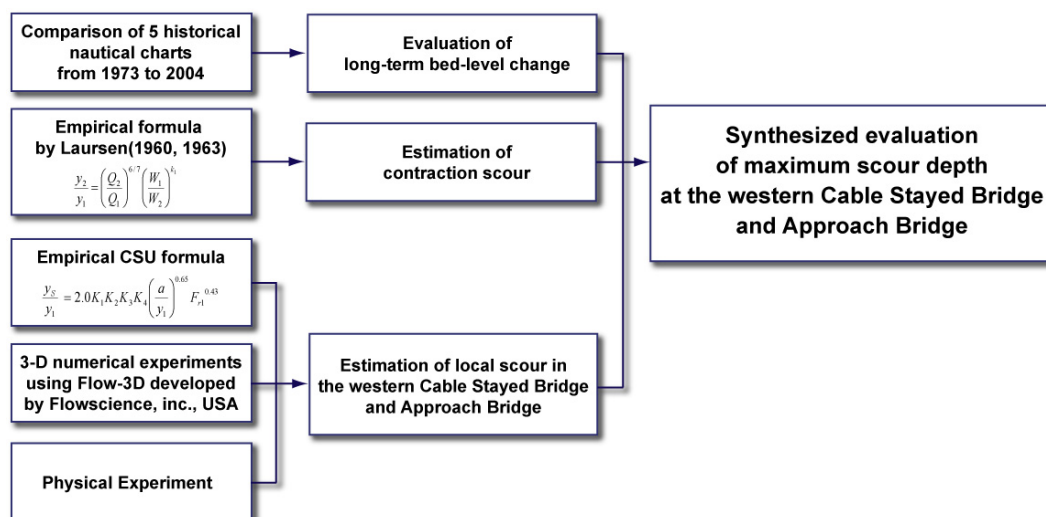 Comparison of 5 historical
nautical charts
from 1973 to 2004
Evaluation of
long-term bed-level change
Empirical formula
by Laursen(1960, 1963)
y₂/y₁ = (Q₂/Q₁)^6/7 (W₁/W₂)^k₁
Estimation of
contraction scour
Synthesized evaluation
of maximum scour depth
at the western Cable Stayed Bridge
and Approach Bridge
Empirical CSU formula
y_S/y₁ = 2.0K₁K₂K₃K₄(a/y₁)^0.65 F_r1^0.43
3-D numerical experiments
using Flow-3D developed
by Flowscience, inc., USA
Estimation of local scour in
the western Cable Stayed Bridge
and Approach Bridge
Physical Experiment